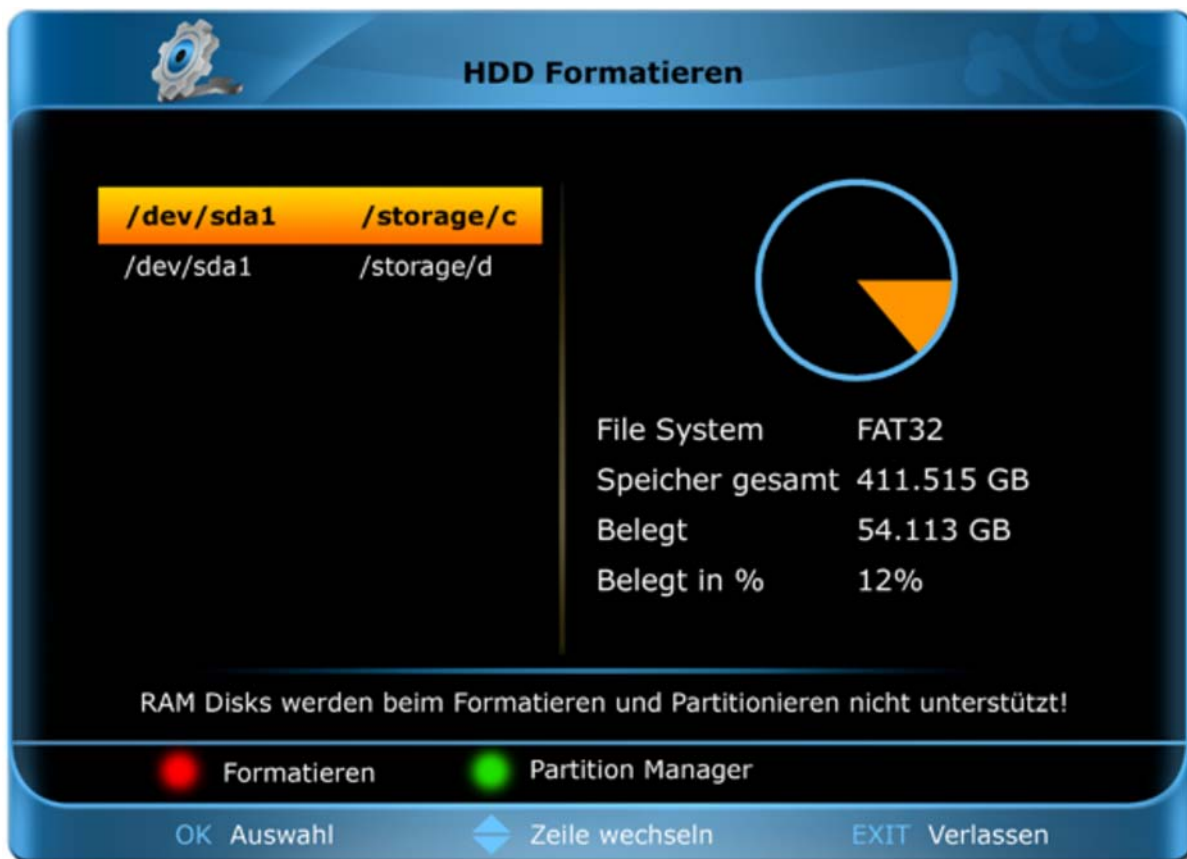 HDD Formatieren
/dev/sda1 /storage/c
/dev/sda1 /storage/d
File System FAT32
Speicher gesamt 411.515 GB
Belegt 54.113 GB
Belegt in % 12%
RAM Disks werden beim Formatieren und Partitionieren nicht unterstützt!
Formatieren Partition Manager
OK Auswahl Zeile wechseln EXIT Verlassen